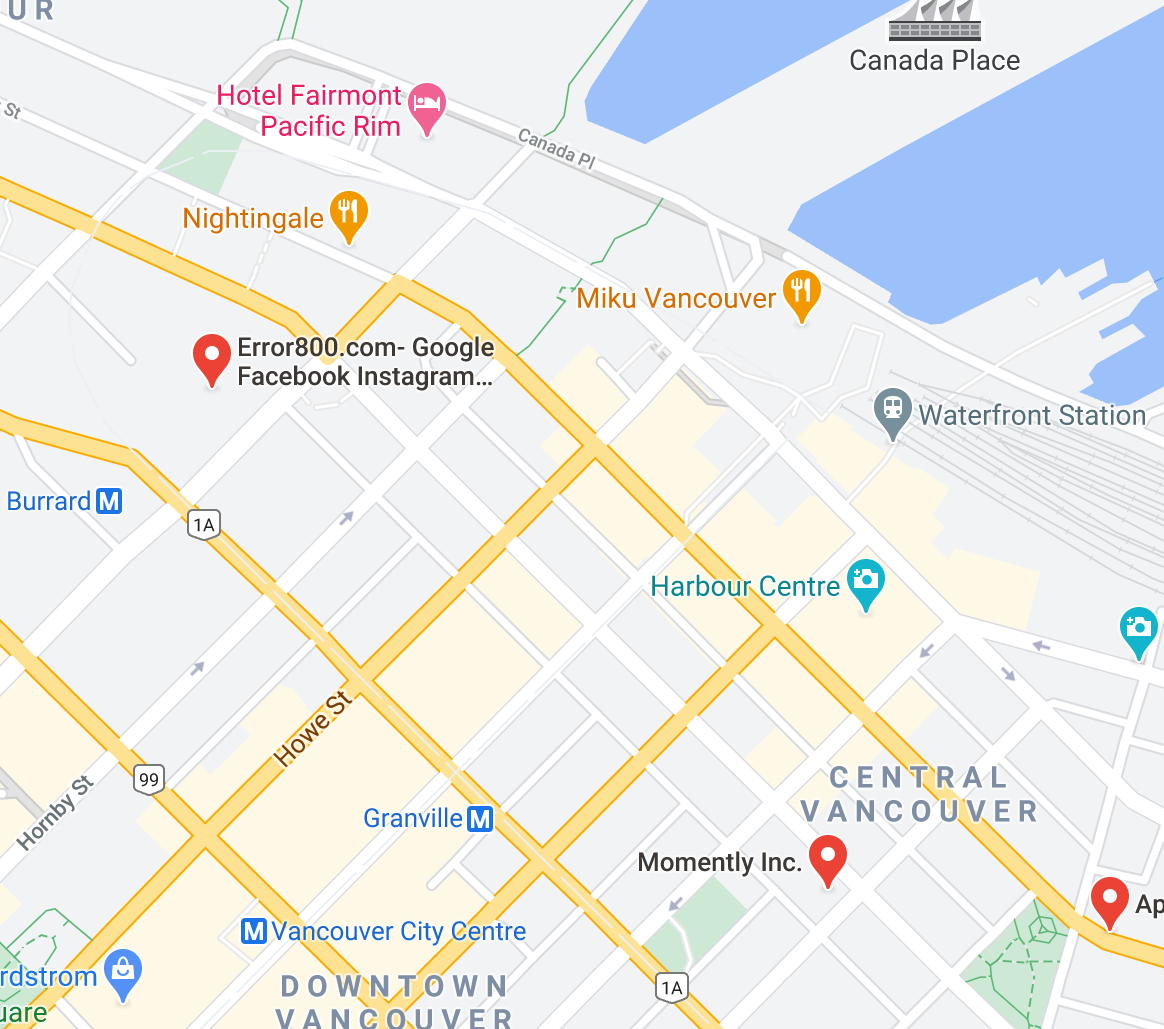 UR
Canada Place
St
Hotel Fairmont
Pacific Rim
Canada Pl
Nightingale
Miku Vancouver
Error800.com- Google
Facebook Instagram...
Waterfront Station
Burrard M
1A
Harbour Centre
Howe St
CENTRAL
VANCOUVER
99
Hornby St
Granville M
Momently Inc.
Ap
M Vancouver City Centre
rdstrom
DOWNTOWN
VANCOUVER
1A
uare